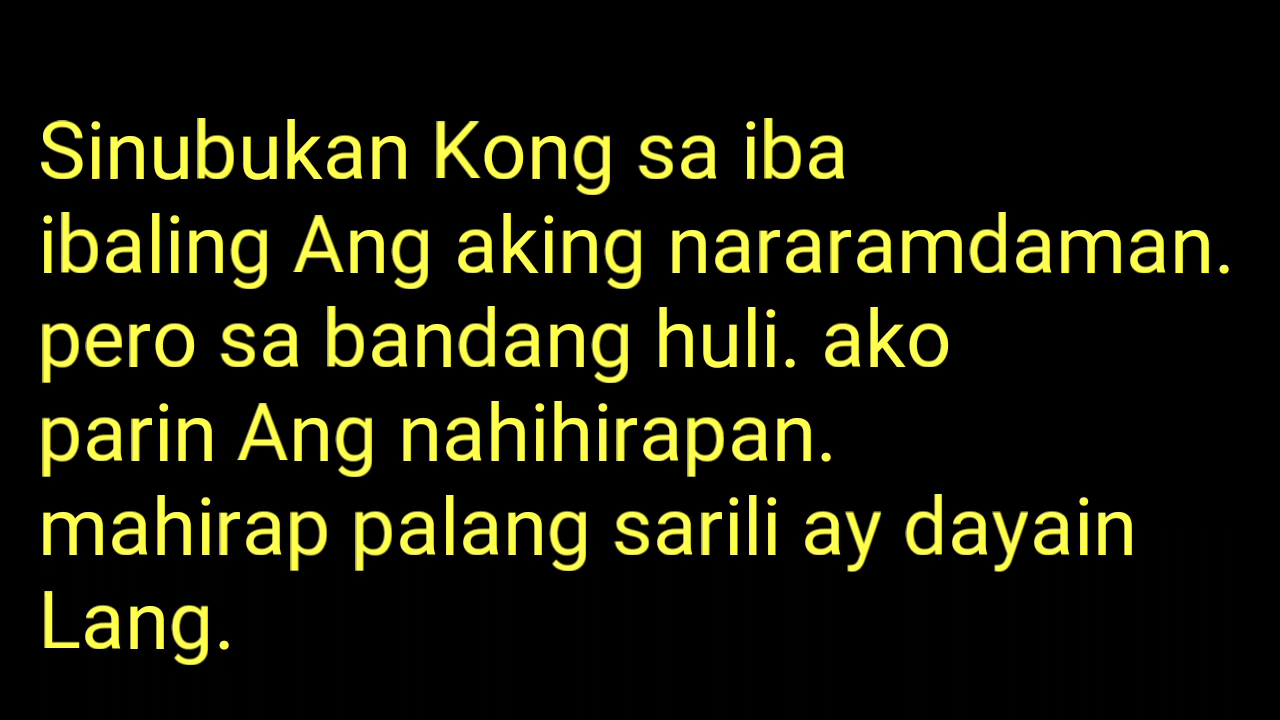 Sinubukan Kong sa iba
ibaling Ang aking nararamdaman.
pero sa bandang huli. ako
parin Ang nahihirapan.
mahirap palang sarili ay dayain
Lang.